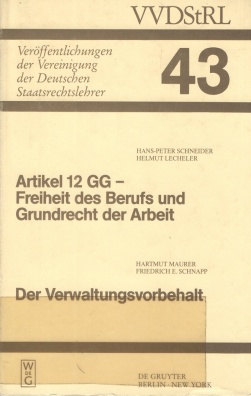 VVDStRL
Veröffentlichungen
der Vereinigung
der Deutschen
Staatsrechtslehrer
43
HANS-PETER SCHNEIDER
HELMUT LECHELER
Artikel 12 GG –
Freiheit des Berufs und
Grundrecht der Arbeit
HARTMUT MAURER
FRIEDRICH E. SCHNAPP
Der Verwaltungsvorbehalt
W
DE
G
DE GRUYTER
BERLIN · NEW YORK